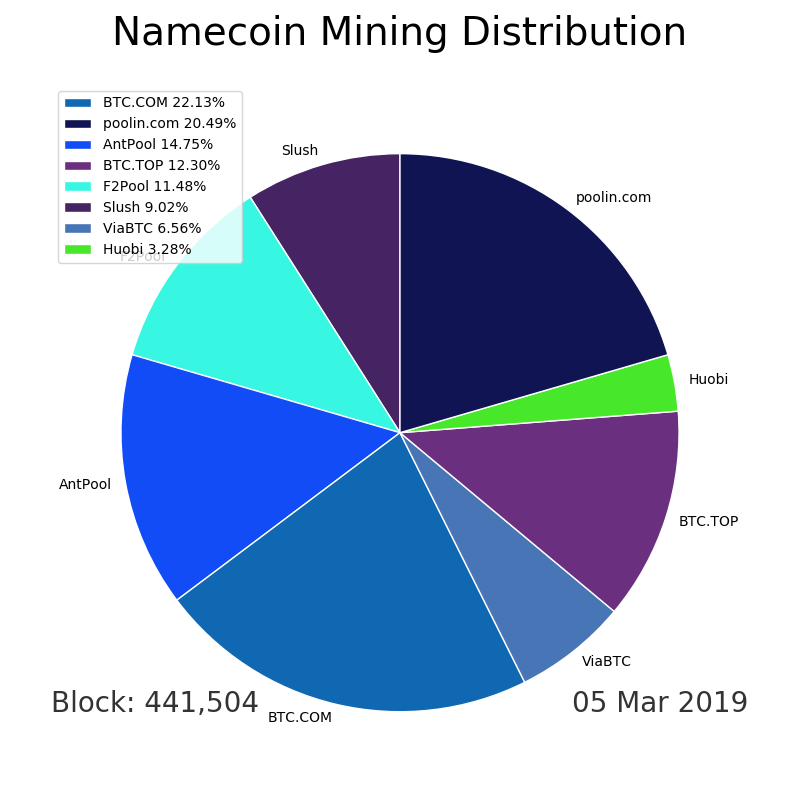 Namecoin Mining Distribution
BTC.COM 22.13%
poolin.com 20.49%
AntPool 14.75%
BTC.TOP 12.30%
F2Pool 11.48%
Slush 9.02%
ViaBTC 6.56%
Huobi 3.28%
Slush
poolin.com
F2Pool
Huobi
AntPool
BTC.TOP
ViaBTC
BTC.COM
Block: 441,504
05 Mar 2019